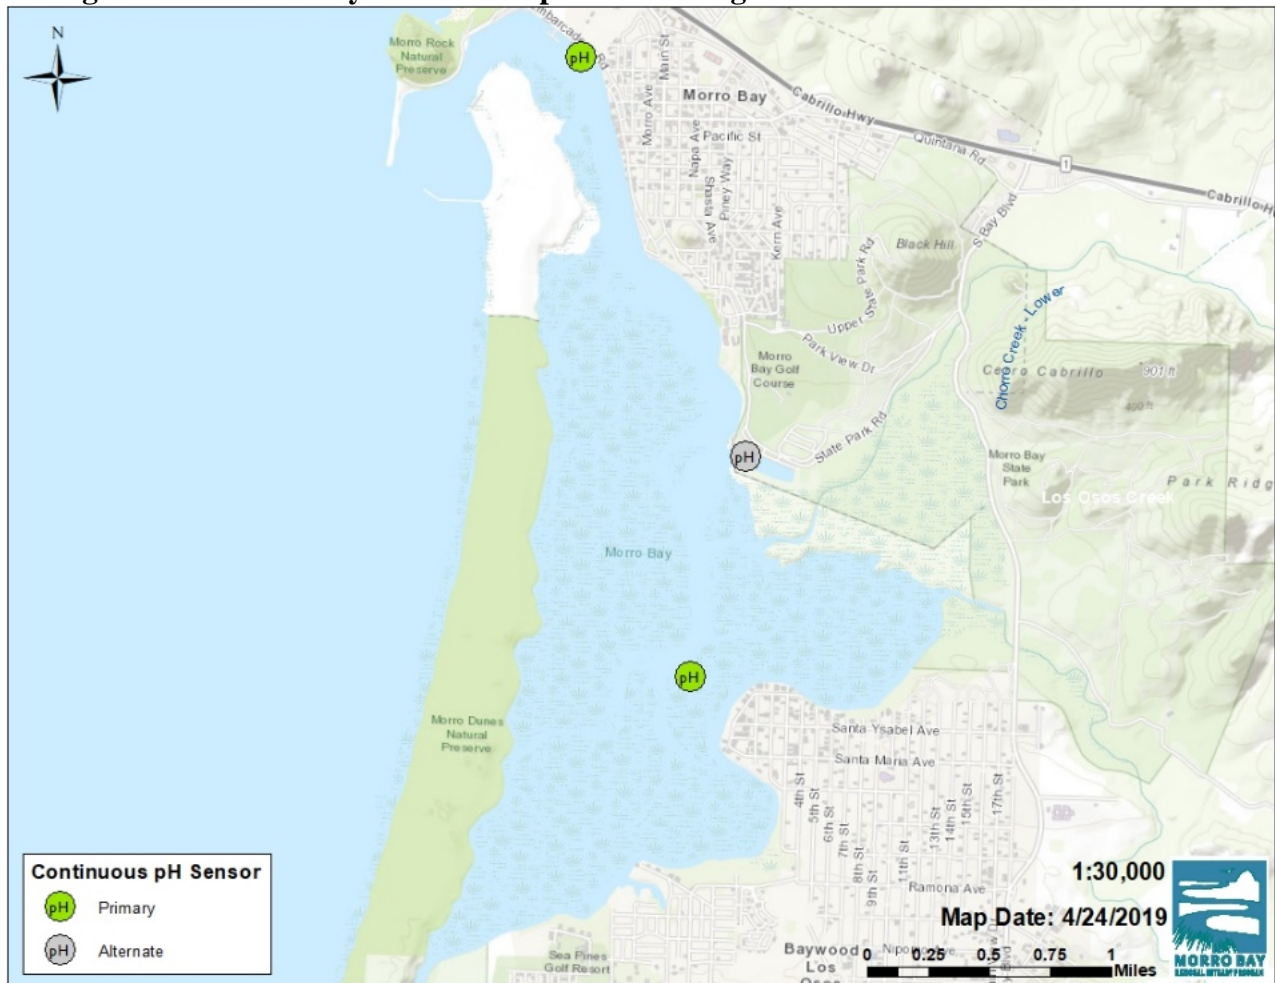 N
Morro Rock
Natural
Preserve
Rd
Main St
Morro Ave
Morro Bay
Cabrillo Hwy
Pacific St
Napa Ave
Shasta Ave
Piney Way
Kern Ave
Quintana Rd
1
S Bay Blvd
Black Hill
Upper State Park Rd
Park View Dr
Morro
Bay Golf
Course
State Park Rd
Chorro Creek - Lower
Cerro Cabrillo
901 ft
400 ft
Morro Bay
State
Park
Los Osos Creek
pH
pH
pH
Morro Bay
Morro Dunes
Natural
Preserve
Santa Ysabel Ave
Santa Maria Ave
4th St
5th St
6th St
7th St
8th St
9th St
11th St
13th St
14th St
15th St
17th St
Ramona Ave
Baywood
Los
Sea Pines
Golf Resort
Continuous pH Sensor
pH Primary
pH Alternate
1:30,000
Map Date: 4/24/2019
0 0.25 0.5 0.75 1
Miles
MORRO BAY
NATIONAL ESTUARY PROGRAM